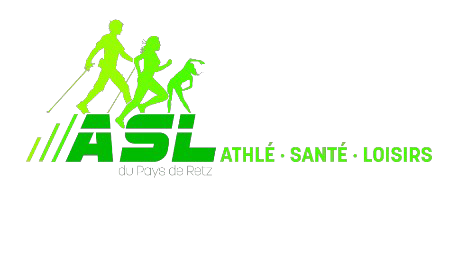 ASL ATHLÉ · SANTÉ · LOISIRS
du Pays de Retz